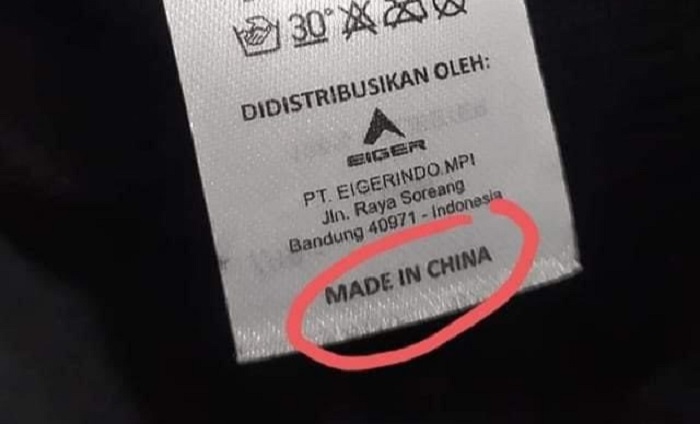 30°
DIDISTRIBUSIKAN OLEH:
EIGER
PT. EIGERINDO MPI
Jln. Raya Soreang
Bandung 40971 - Indonesia
MADE IN CHINA